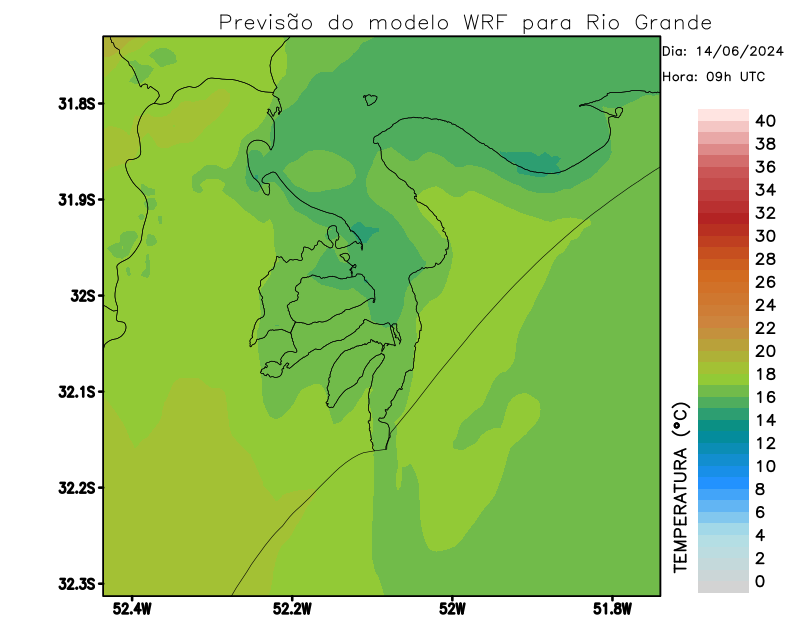 Previsão do modelo WRF para Rio Grande
Dia: 14/06/2024
Hora: 09h UTC
31.8S
31.9S
32S
32.1S
32.2S
32.3S
52.4W
52.2W
52W
51.8W
TEMPERATURA (°C)
40
38
36
34
32
30
28
26
24
22
20
18
16
14
12
10
8
6
4
2
0